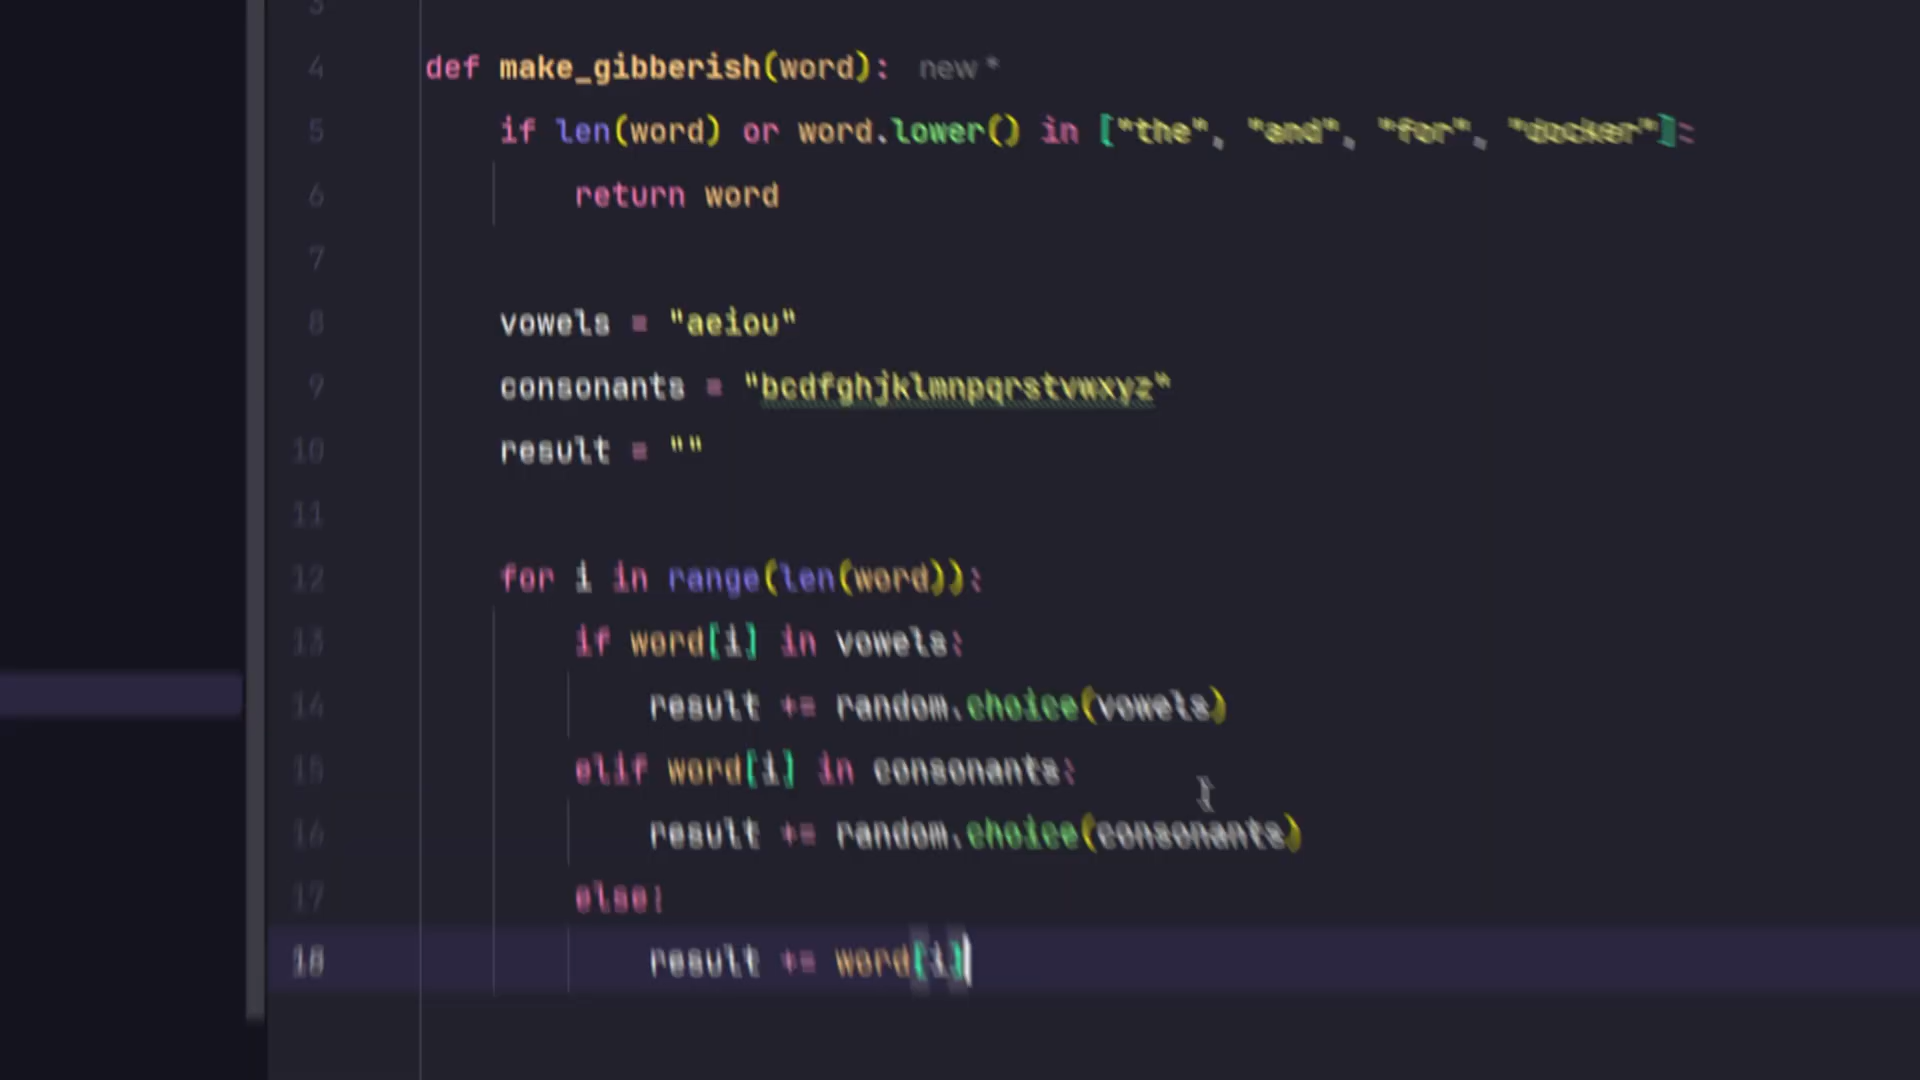 3
4 def make_gibberish(word): new *
5 if len(word) or word.lower() in ["the", "and", "for", "docker"]:
6 return word
7
8 vowels = "aeiou"
9 consonants = "bcdfghjklmnpqrstvwxyz"
10 result = ""
11
12 for i in range(len(word)):
13 if word[i] in vowels:
14 result += random.choice(vowels)
15 elif word[i] in consonants:
16 result += random.choice(consonants)
17 else:
18 result += word[i]